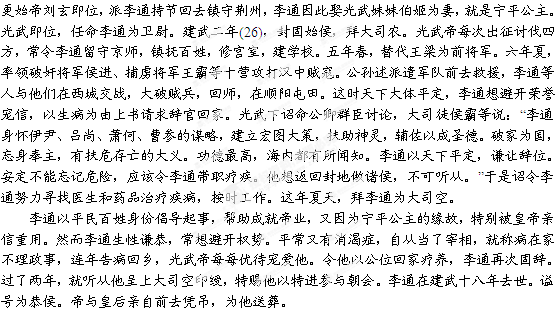 更始帝刘玄即位，派李通持节回去镇守荆州，李通因此娶光武妹妹伯姬为妻，就是宁平公主。
光武即位，任命李通为卫尉。建武二年(26)，封固始侯，拜大司农。光武帝每次出征讨伐四
方，常令李通留守京师，镇抚百姓，修宫室，建学校。五年春，替代王梁为前将军。六年夏，
率领破奸将军侯进、捕虏将军王霸等十营攻打汉中贼寇。公孙述派遣军队前去救援，李通等
人与他们在西城交战，大破贼兵，回师，在顺阳屯田。这时天下大体平定，李通想避开荣誉
宠信，以生病为由上书请求辞官回家。光武下诏命公卿群臣讨论，大司徒侯霸等说：“李通
身怀伊尹、吕尚、萧何、曹参的谋略，建立宏图大策，扶助神灵，辅佐以成圣德。破家为国，
忘身奉主，有扶危存亡的大义。功德最高，海内都有所闻知。李通以天下平定，谦让辞位。
安定不能忘记危险，应该令李通带职疗疾。他想返回封地做诸侯，不可听从。”于是诏令李
通努力寻找医生和药品治疗疾病，按时工作。这年夏天，拜李通为大司空。
李通以平民百姓身份倡导起事，帮助成就帝业，又因为宁平公主的缘故，特别被皇帝亲
信重用。然而李通生性谦恭，常想避开权势。平常又有消渴症，自从当了宰相，就称病在家
不理政事，连年告病回乡，光武帝每每优待宠爱他。令他以公位回家疗养，李通再次固辞。
过了两年，就听从他呈上大司空印绶，特赐他以特进参与朝会。李通在建武十八年去世。谥
号为恭侯。帝与皇后亲自前去凭吊，为他送葬。